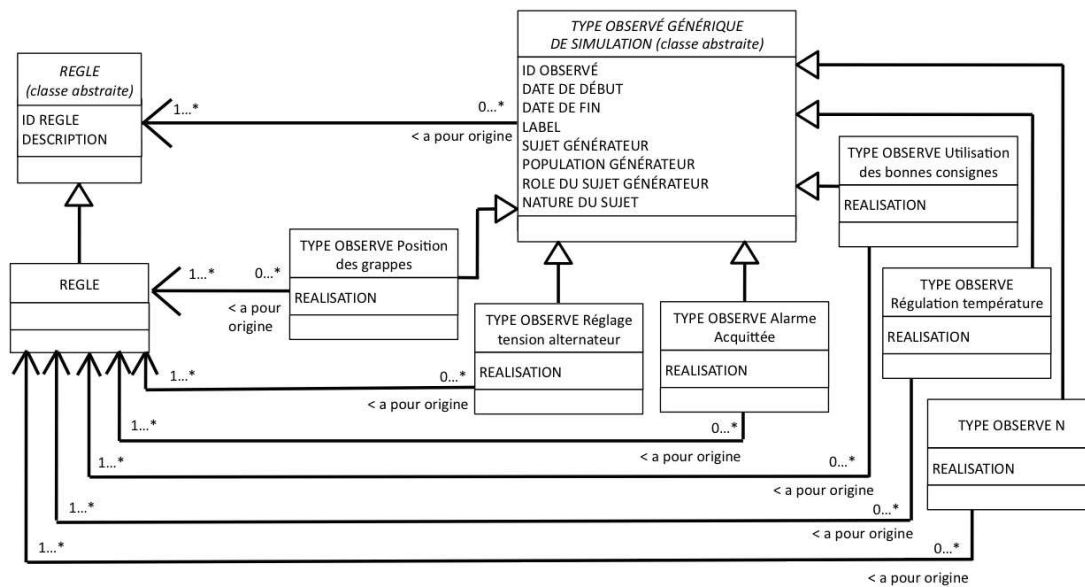 TYPE OBSERVÉ GÉNÉRIQUE
DE SIMULATION (classe abstraite)
ID OBSERVÉ
DATE DE DÉBUT
DATE DE FIN
LABEL
SUJET GÉNÉRATEUR
POPULATION GÉNÉRATEUR
ROLE DU SUJET GÉNÉRATEUR
NATURE DU SUJET
REGLE
(classe abstraite)
ID REGLE
DESCRIPTION
1...*
0...*
< a pour origine
TYPE OBSERVE Utilisation
des bonnes consignes
REALISATION
TYPE OBSERVE Position
des grappes
REALISATION
REGLE
1...*
0...*
< a pour
origine
TYPE OBSERVE
Régulation température
REALISATION
TYPE OBSERVE Réglage
tension alternateur
REALISATION
TYPE OBSERVE Alarme
Acquittée
REALISATION
1...*
0...*
< a pour origine
TYPE OBSERVE N
REALISATION
1...*
0...*
< a pour origine
1...*
0...*
< a pour origine
1...*
0...*
< a pour origine
1...*
0...*
< a pour origine